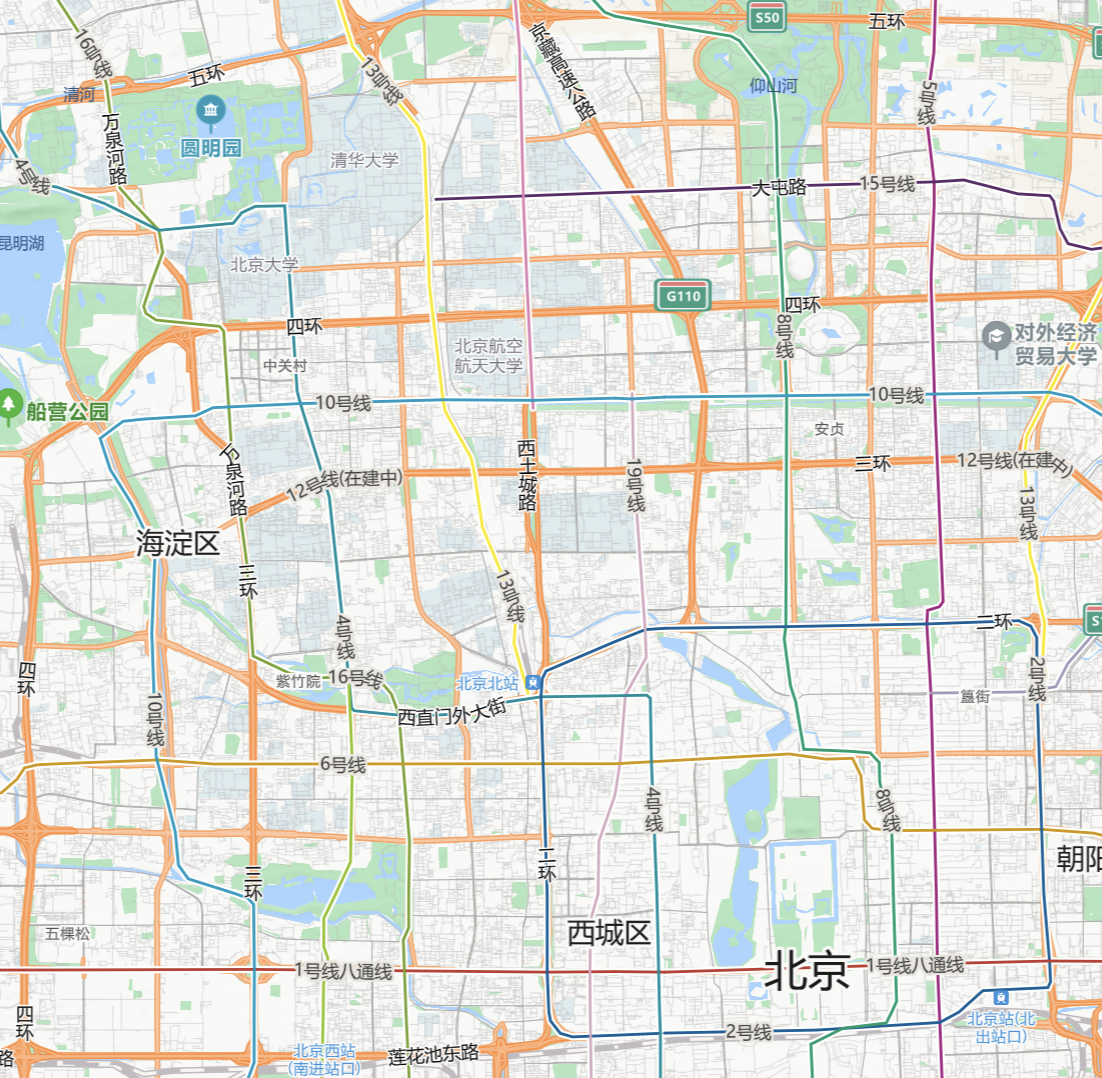 S50
五环
16号线
京藏高速公路
五环
13号线
仰山河
清河
5号线
万泉河路
圆明园
清华大学
4号线
大屯路
15号线
昆明湖
北京大学
G110
四环
四环
8号线
对外经济
贸易大学
北京航空
航天大学
中关村
10号线
10号线
船营公园
安贞
万泉河路
西土城路
三环
12号线(在建中)
19号线
12号线(在建中)
13号线
海淀区
三环
13号线
二环
4号线
四环
紫竹院
16号线
北京北站
2号线
簋街
10号线
西直门外大街
6号线
4号线
8号线
二环
朝阳
三环
五棵松
西城区
1号线八通线
北京
1号线八通线
四环
2号线
北京站(北
出站口)
路
北京西站
(南进站口)
莲花池东路